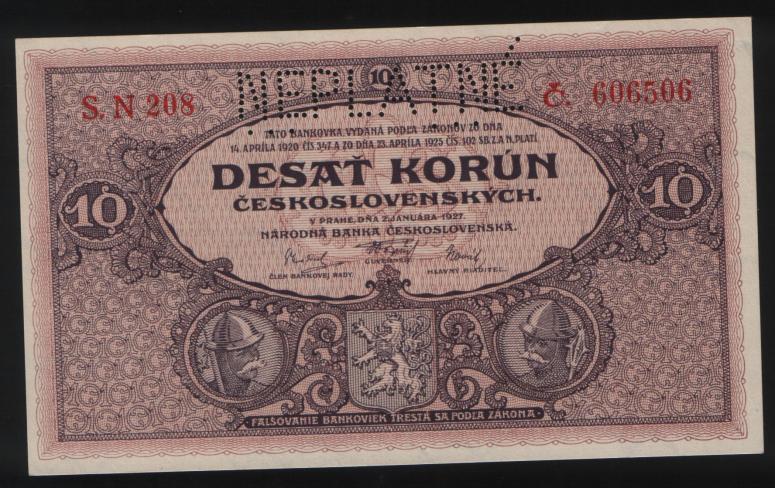 NEPLATNÉ
10
S. N 208
Č. 606506
TATO BANKOVKA VYDANÁ PODĽA ZÁKONOV ZO DŇA
14. APRÍLA 1920 ČÍS. 347. A ZO DŇA 23. APRÍLA 1925 ČÍS. 102 SB. Z. A N. PLATÍ
DESAŤ KORÚN
ČESKOSLOVENSKÝCH.
10
10
V PRAHE, DŇA 2. JANUÁRA 1927.
NÁRODNÁ BANKA ČESKOSLOVENSKÁ.
GUVERNÉR
ČLEN BANKOVEJ RADY.
HLAVNÝ RIADITEĽ.
FALŠOVANIE BANKOVIEK TRESTÁ SA PODĽA ZÁKONA